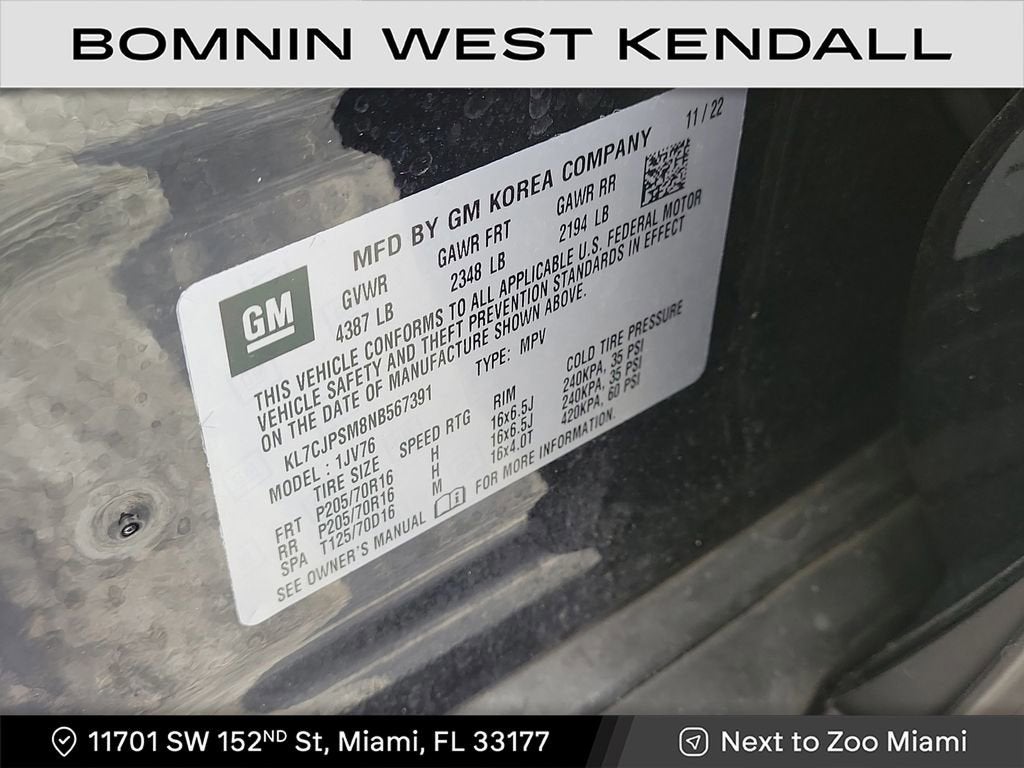 BOMNIN WEST KENDALL
11 / 22
MFD BY GM KOREA COMPANY
GM
GVWR GAWR FRT GAWR RR
4387 LB 2348 LB 2194 LB
THIS VEHICLE CONFORMS TO ALL APPLICABLE U.S. FEDERAL MOTOR
VEHICLE SAFETY AND THEFT PREVENTION STANDARDS IN EFFECT
ON THE DATE OF MANUFACTURE SHOWN ABOVE.
KL7CJPSM8NB567391 TYPE: MPV
MODEL : 1JV76
TIRE SIZE SPEED RTG RIM COLD TIRE PRESSURE
FRT P205/70R16 H 16x6.5J 240KPA, 35 PSI
RR P205/70R16 H 16x6.5J 240KPA, 35 PSI
SPA T125/70D16 M 16x4.0T 420KPA, 60 PSI
SEE OWNER'S MANUAL FOR MORE INFORMATION.
11701 SW 152ND St, Miami, FL 33177
Next to Zoo Miami